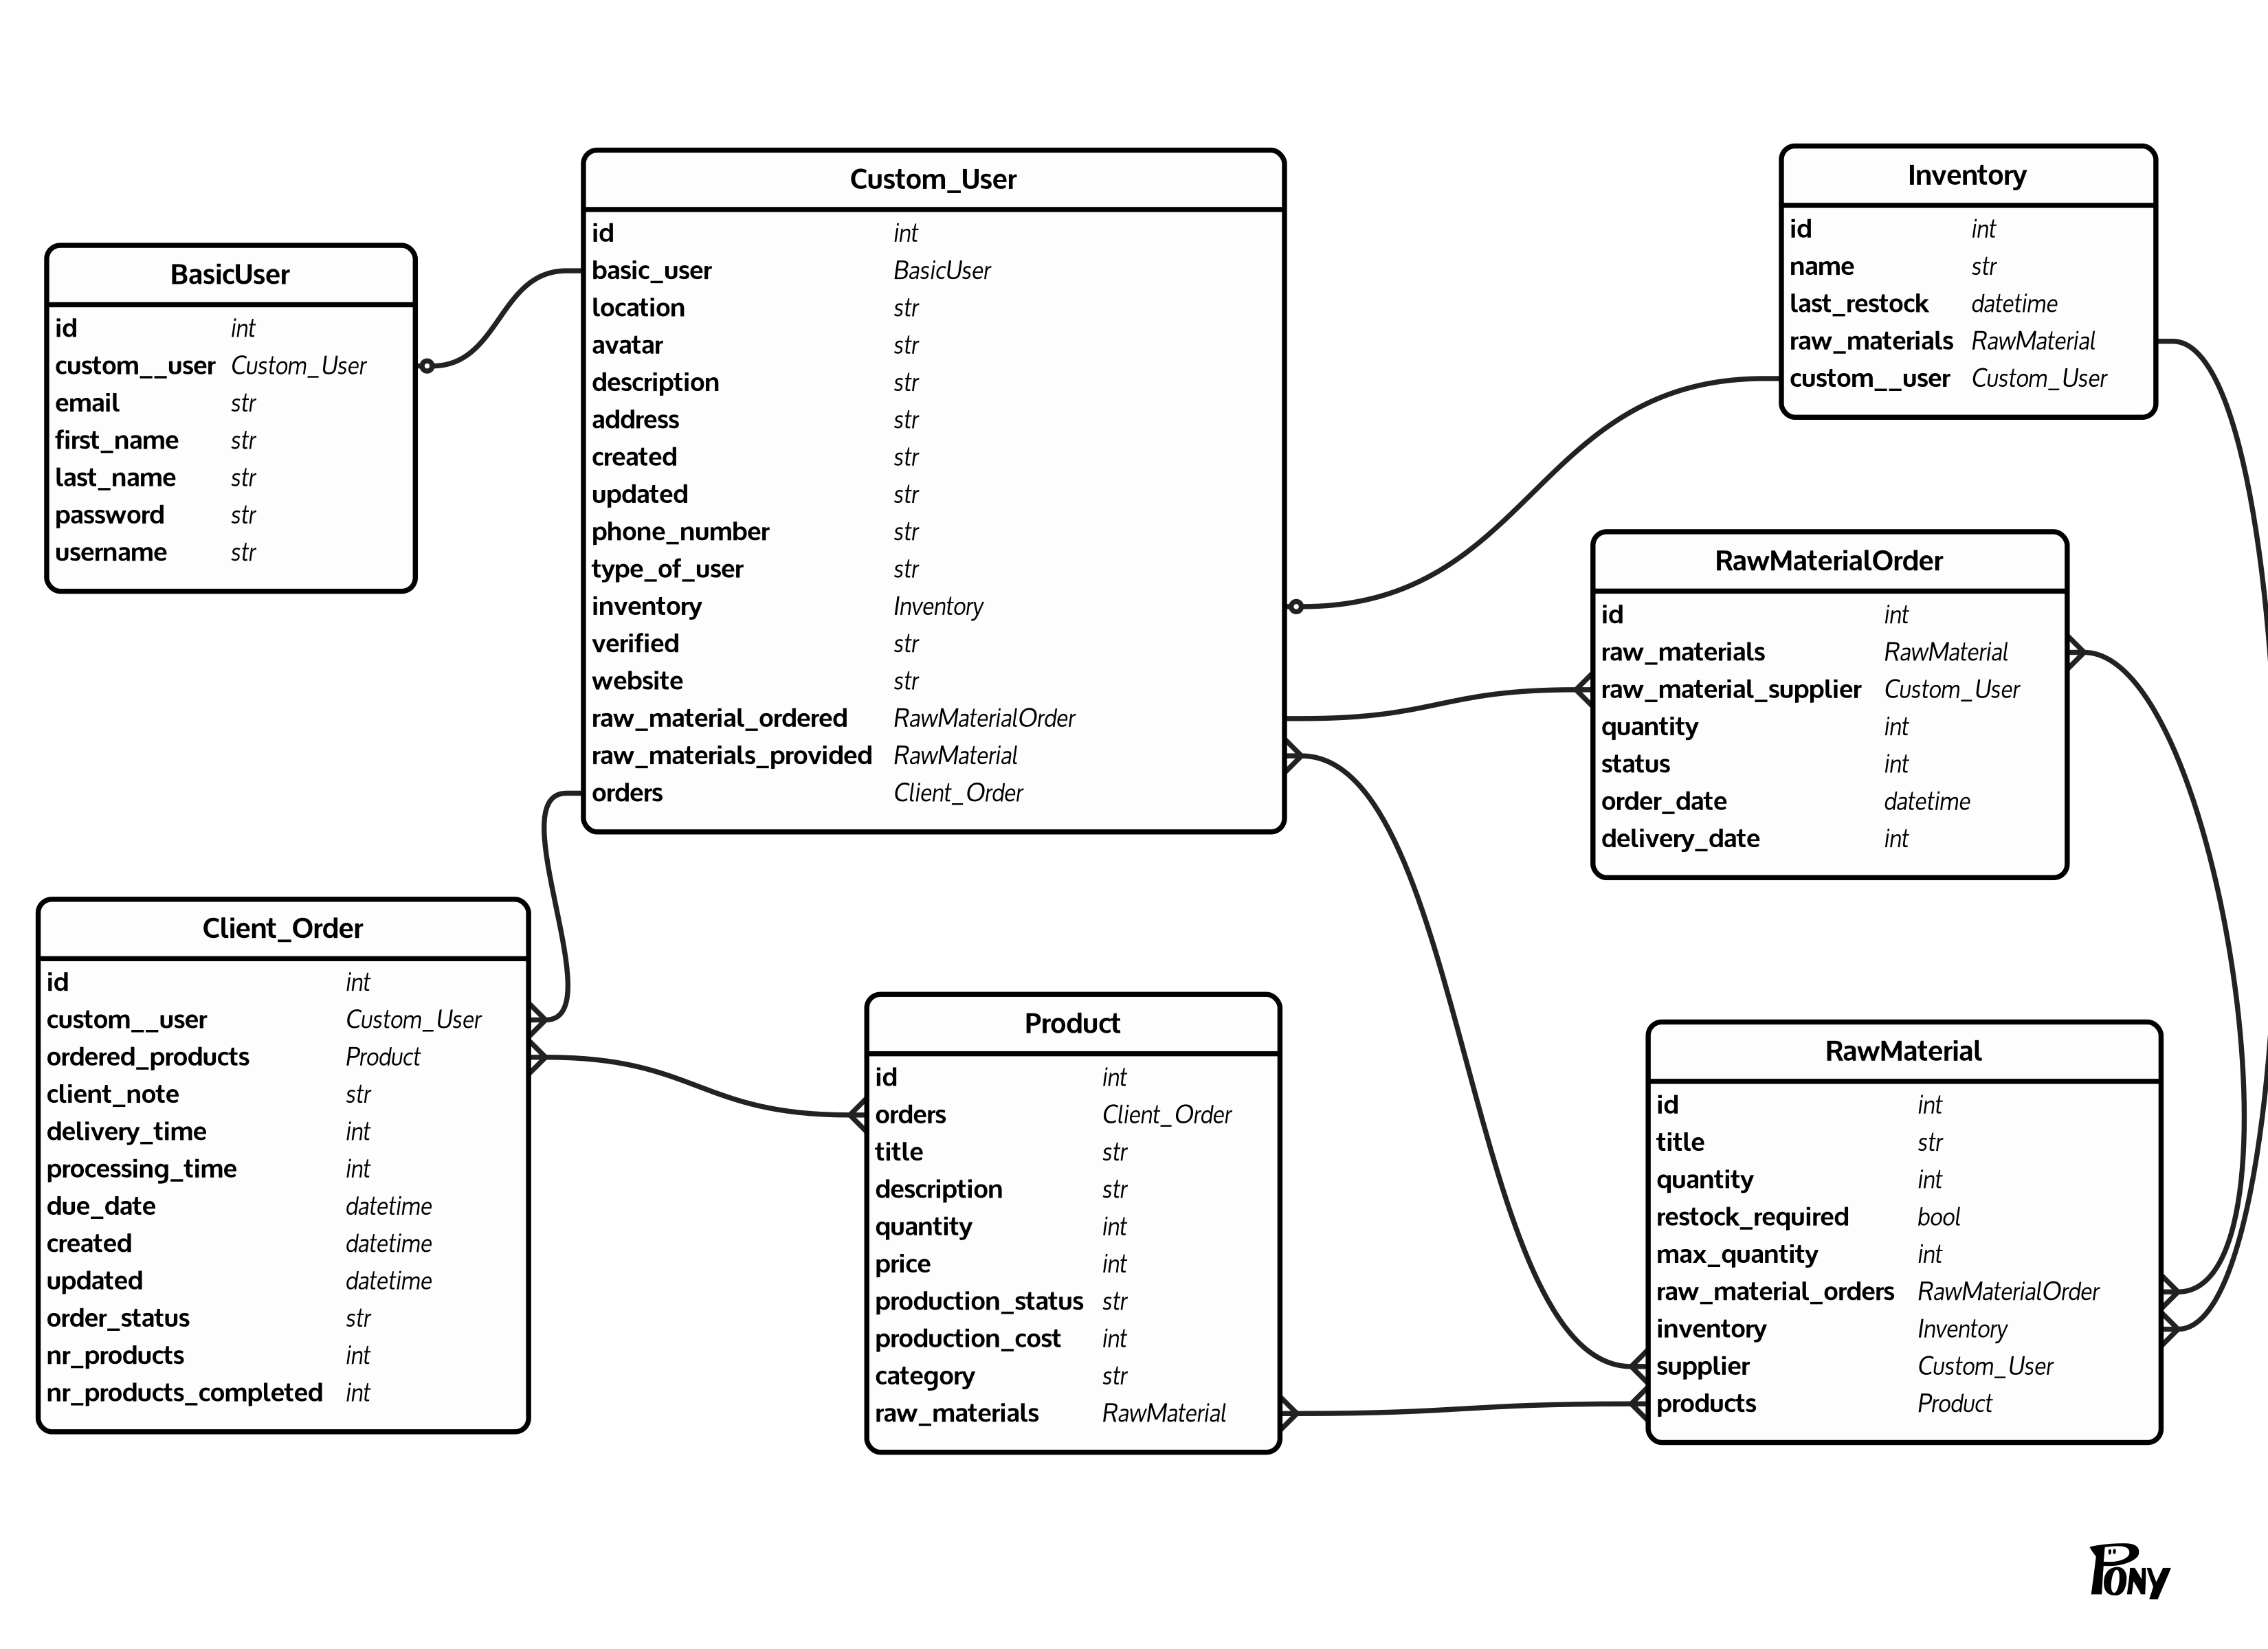 Custom_User
id int
basic_user BasicUser
location str
avatar str
description str
address str
created str
updated str
phone_number str
type_of_user str
inventory Inventory
verified str
website str
raw_material_ordered RawMaterialOrder
raw_materials_provided RawMaterial
orders Client_Order
Inventory
id int
name str
last_restock datetime
raw_materials RawMaterial
custom__user Custom_User
BasicUser
id int
custom__user Custom_User
email str
first_name str
last_name str
password str
username str
RawMaterialOrder
id int
raw_materials RawMaterial
raw_material_supplier Custom_User
quantity int
status int
order_date datetime
delivery_date int
Client_Order
id int
custom__user Custom_User
ordered_products Product
client_note str
delivery_time int
processing_time int
due_date datetime
created datetime
updated datetime
order_status str
nr_products int
nr_products_completed int
Product
id int
orders Client_Order
title str
description str
quantity int
price int
production_status str
production_cost int
category str
raw_materials RawMaterial
RawMaterial
id int
title str
quantity int
restock_required bool
max_quantity int
raw_material_orders RawMaterialOrder
inventory Inventory
supplier Custom_User
products Product
PONY